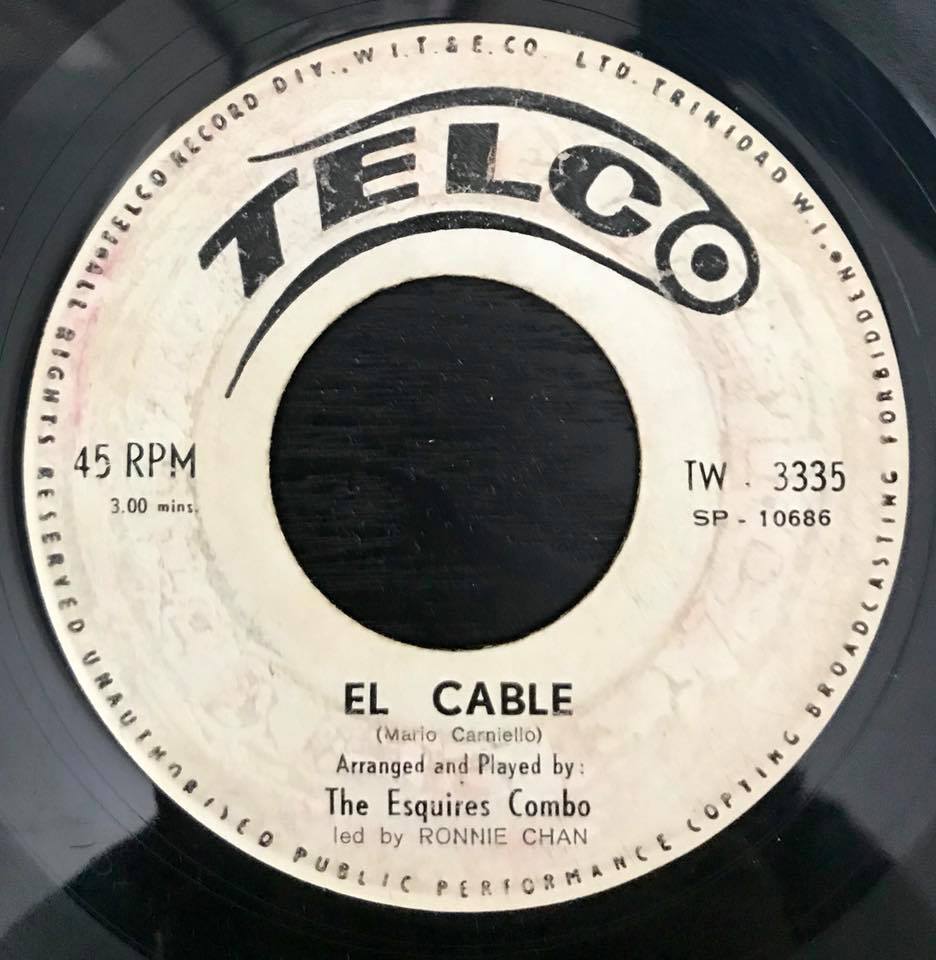 TELCO RECORD DIV., W.I.T. & E. CO. LTD. TRINIDAD W.I.
TELCO
45 RPM
3.00 mins.
TW . 3335
SP - 10686
EL CABLE
(Mario Carniello)
Arranged and Played by:
The Esquires Combo
led by RONNIE CHAN
ALL RIGHTS RESERVED UNAUTHORISED PUBLIC PERFORMANCE COPYING BROADCASTING FORBIDDEN